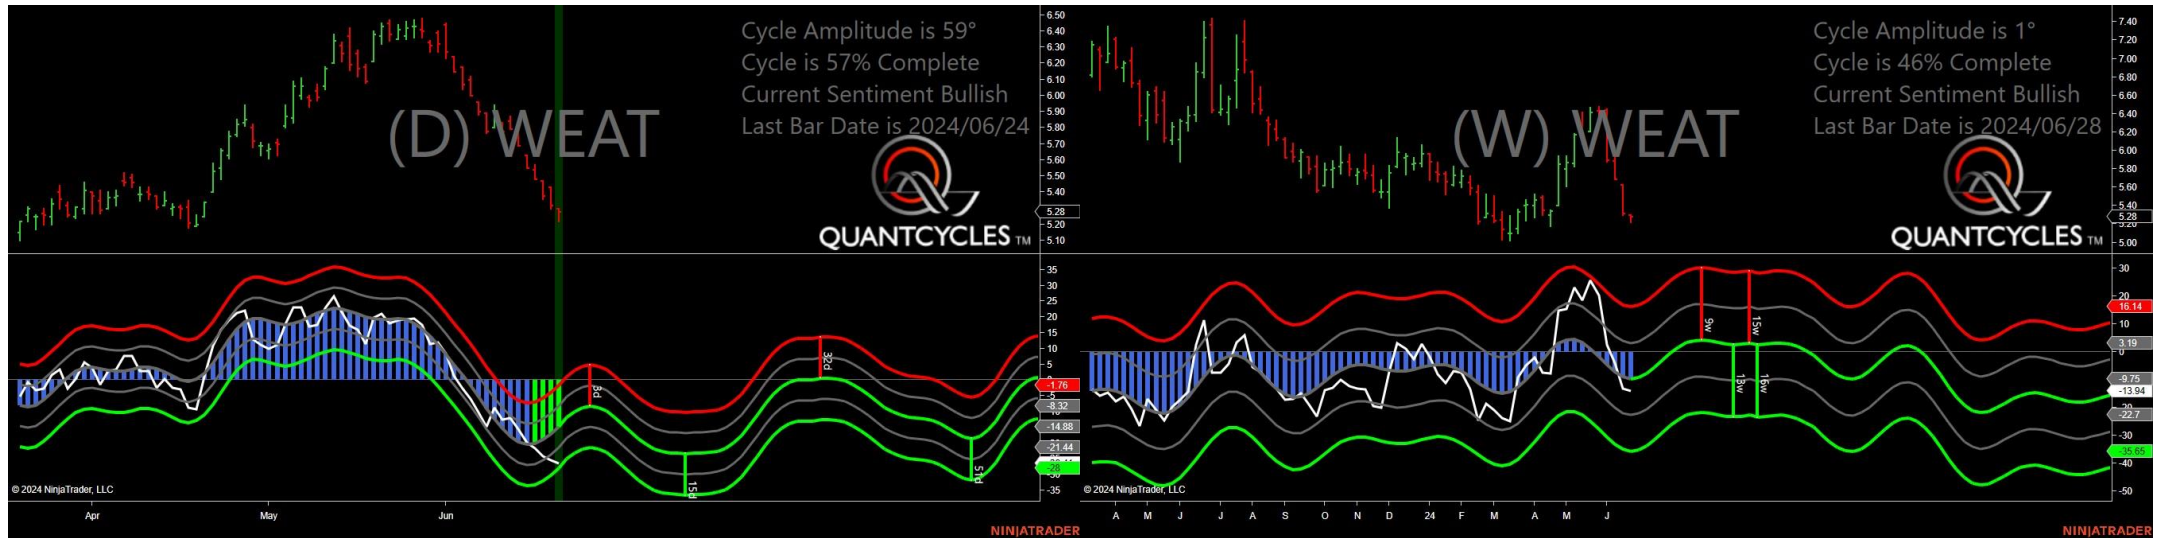 Cycle Amplitude is 59°
Cycle is 57% Complete
Current Sentiment Bullish
Last Bar Date is 2024/06/24
(D) WEAT
QUANTCYCLES TM
6.50
6.40
6.30
6.20
6.10
6.00
5.90
5.80
5.70
5.60
5.50
5.40
5.28
5.20
5.10
35
30
25
20
15
10
5
-1.76
-5
-8.32
-14.88
-21.44
-28
-35
8d
15d
32d
51d
© 2024 NinjaTrader, LLC
Apr
May
Jun
NINJATRADER
Cycle Amplitude is 1°
Cycle is 46% Complete
Current Sentiment Bullish
Last Bar Date is 2024/06/28
(W) WEAT
QUANTCYCLES TM
7.40
7.20
7.00
6.80
6.60
6.40
6.20
6.00
5.80
5.60
5.40
5.28
5.20
5.00
30
20
16.14
10
3.19
0
-9.75
-13.94
-22.7
-30
-35.65
-40
-50
9w
15w
13w
16w
© 2024 NinjaTrader, LLC
A
M
J
J
A
S
O
N
D
24
F
M
A
M
J
NINJATRADER